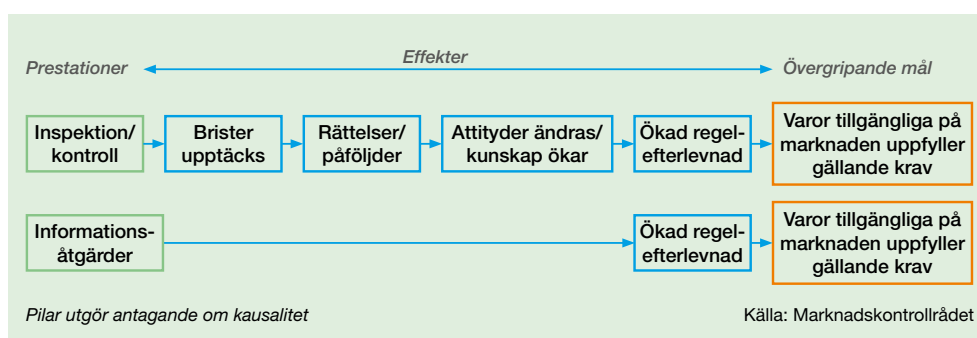 Prestationer
Effekter
Övergripande mål
Inspektion/
kontroll
Brister
upptäcks
Rättelser/
påföljder
Attityder ändras/
kunskap ökar
Ökad regel-
efterlevnad
Varor tillgängliga på
marknaden uppfyller
gällande krav
Informations-
åtgärder
Ökad regel-
efterlevnad
Varor tillgängliga på
marknaden uppfyller
gällande krav
Pilar utgör antagande om kausalitet
Källa: Marknadskontrollrådet